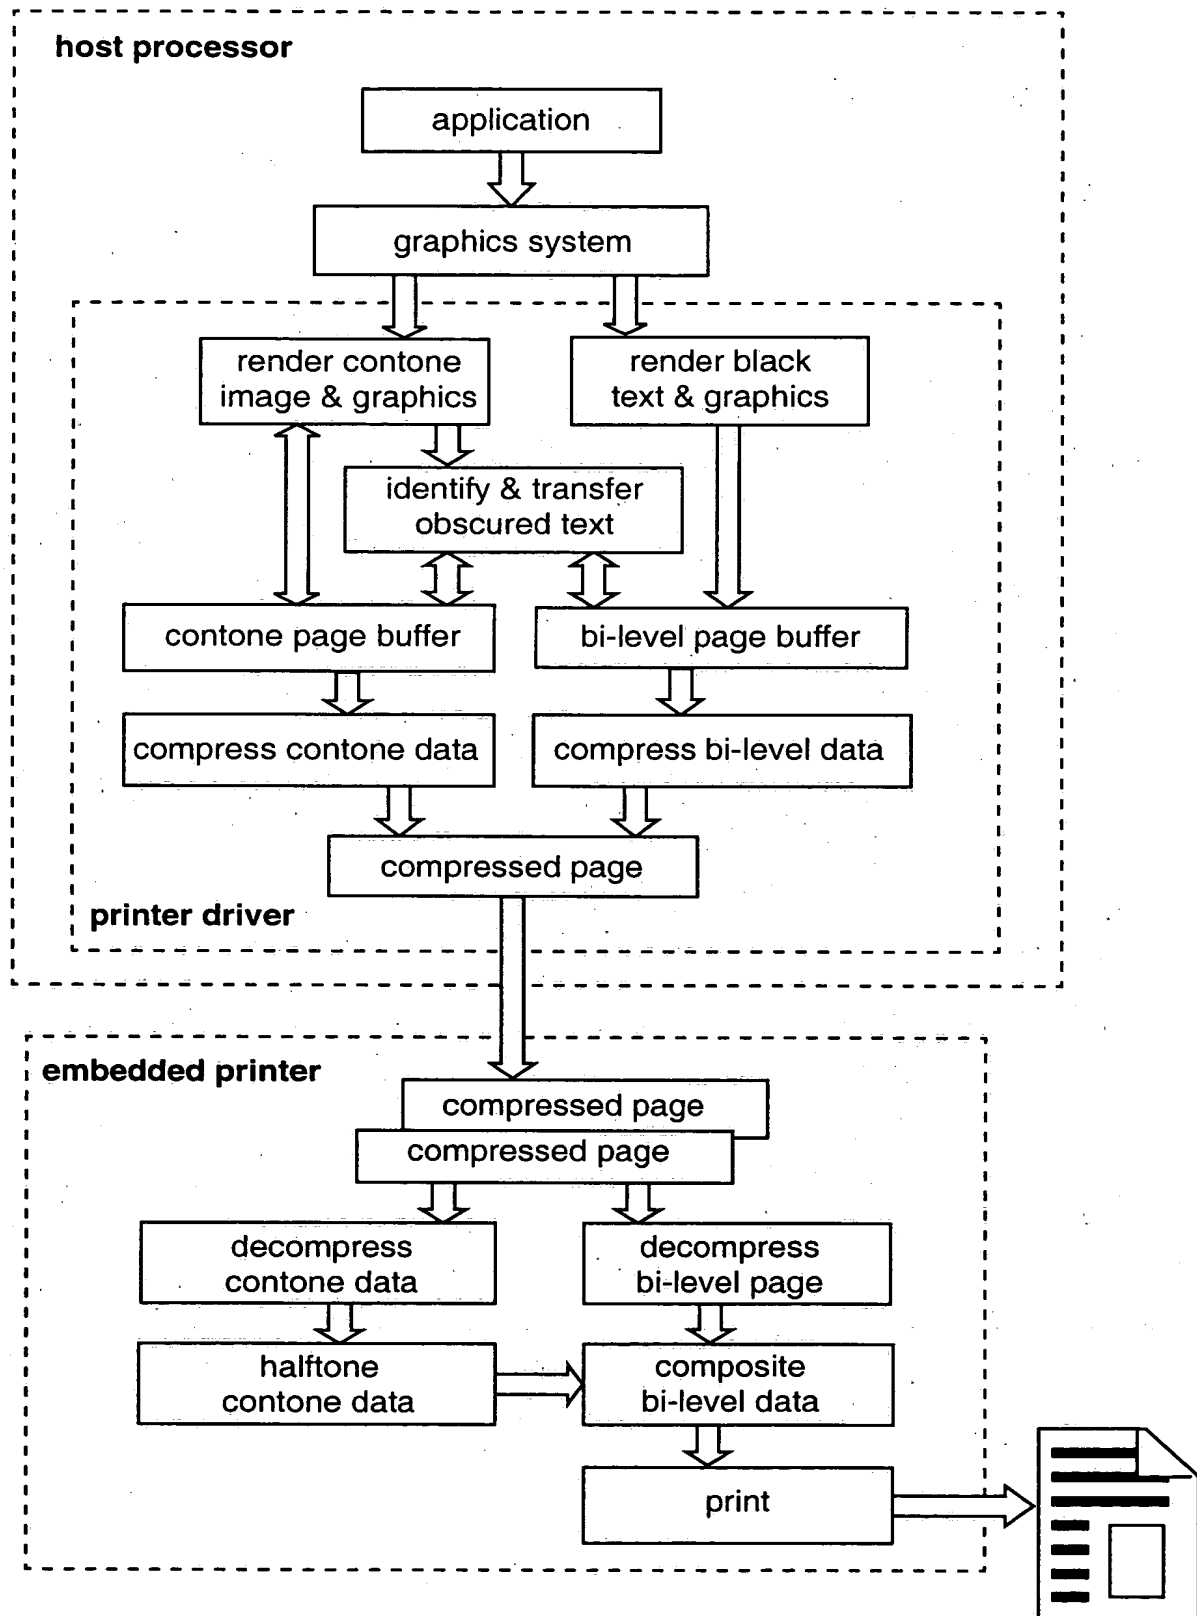 host processor
application
graphics system
render contone
image & graphics
render black
text & graphics
identify & transfer
obscured text
contone page buffer
bi-level page buffer
compress contone data
compress bi-level data
compressed page
printer driver
embedded printer
compressed page
compressed page
decompress
contone data
decompress
bi-level page
halftone
contone data
composite
bi-level data
print